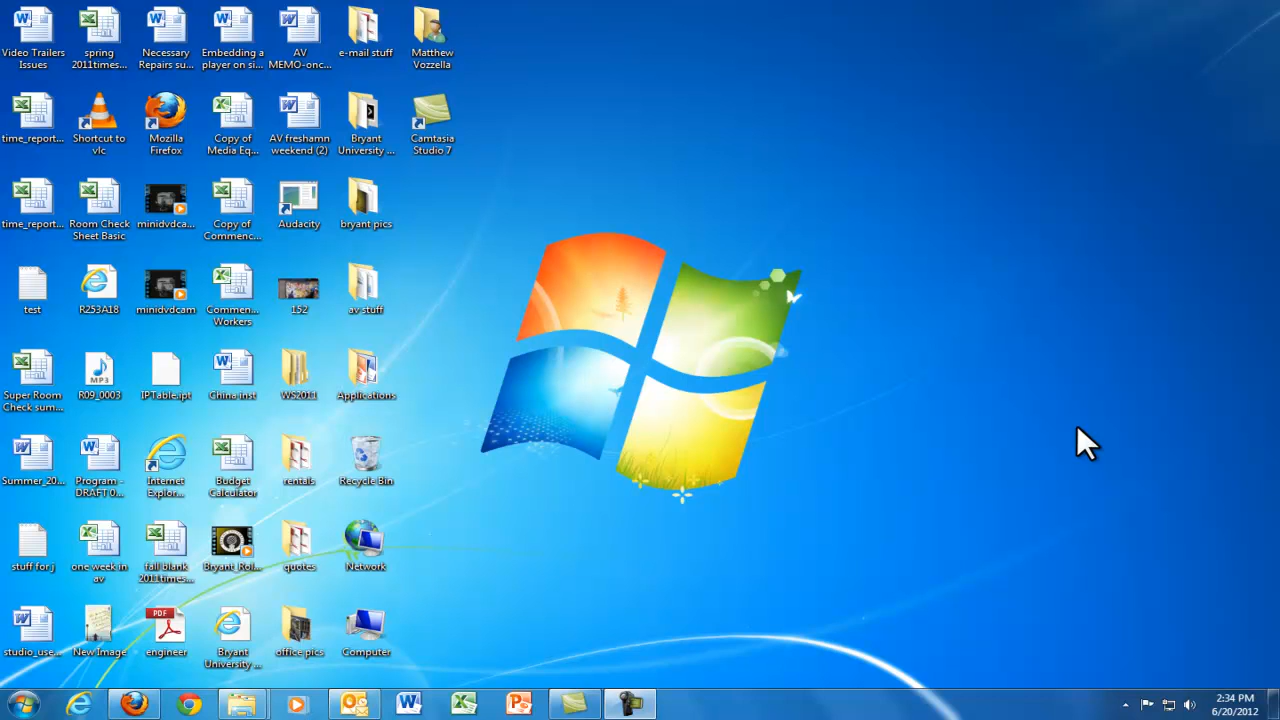 Video Trailers
Issues
spring
2011times...
Necessary
Repairs su...
Embedding a
player on si...
AV
MEMO-onc...
e-mail stuff
Matthew
Vozzella
time_report...
Shortcut to
vlc
Mozilla
Firefox
Copy of
Media Eq...
AV freshamn
weekend (2)
Bryant
University ...
Camtasia
Studio 7
time_report...
Room Check
Sheet Basic
minidvdca...
Copy of
Commenc...
Audacity
bryant pics
test
R253A18
minidvdcam
Commen...
Workers
152
av stuff
Super Room
Check sum...
MP3
R09_0003
IPTable.ipt
China.inst
WS2011
Applications
Summer_20...
Program -
DRAFT 0...
Internet
Explor...
Budget
Calculator
rentals
Recycle Bin
stuff for j
one week in
av
fall blank
2011times...
Bryant_Rol...
quotes
Network
studio_use...
New Image
PDF
engineer
Bryant
University ...
office pics
Computer
2:34 PM
6/20/2012